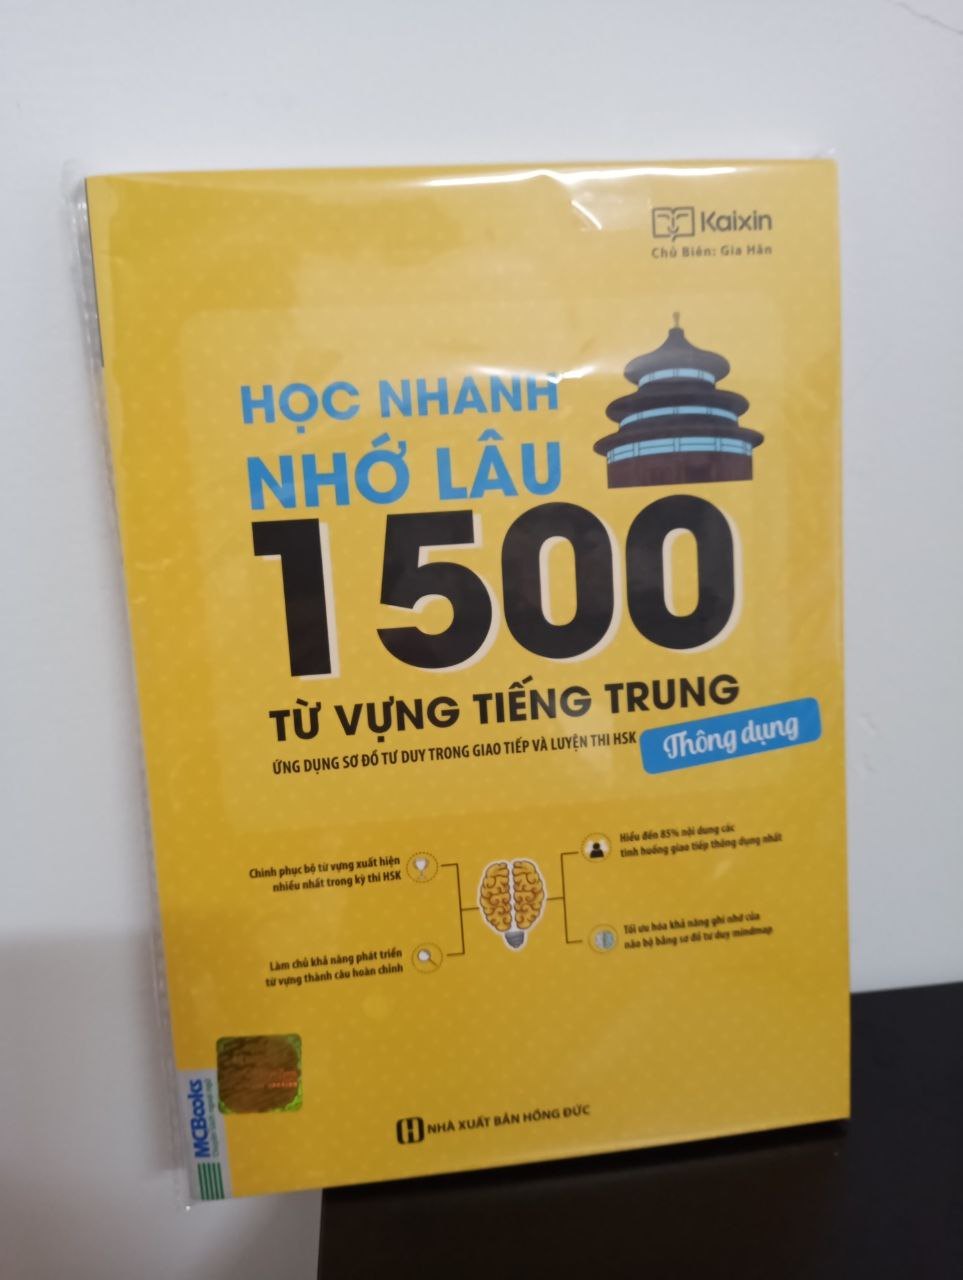 Kaixin
Chủ Biên: Gia Hân
HỌC NHANH
NHỚ LÂU
1500
TỪ VỰNG TIẾNG TRUNG
Thông dụng
ỨNG DỤNG SƠ ĐỒ TƯ DUY TRONG GIAO TIẾP VÀ LUYỆN THI HSK
Chinh phục bộ từ vựng xuất hiện
nhiều nhất trong kỳ thi HSK
Hiểu đến 85% nội dung các
tình huống giao tiếp thông dụng nhất
Làm chủ khả năng phát triển
từ vựng thành câu hoàn chỉnh
Tối ưu hóa khả năng ghi nhớ của
não bộ bằng sơ đồ tư duy mindmap
MCBooks
Chuyên sách ngoại ngữ
NHÀ XUẤT BẢN HỒNG ĐỨC